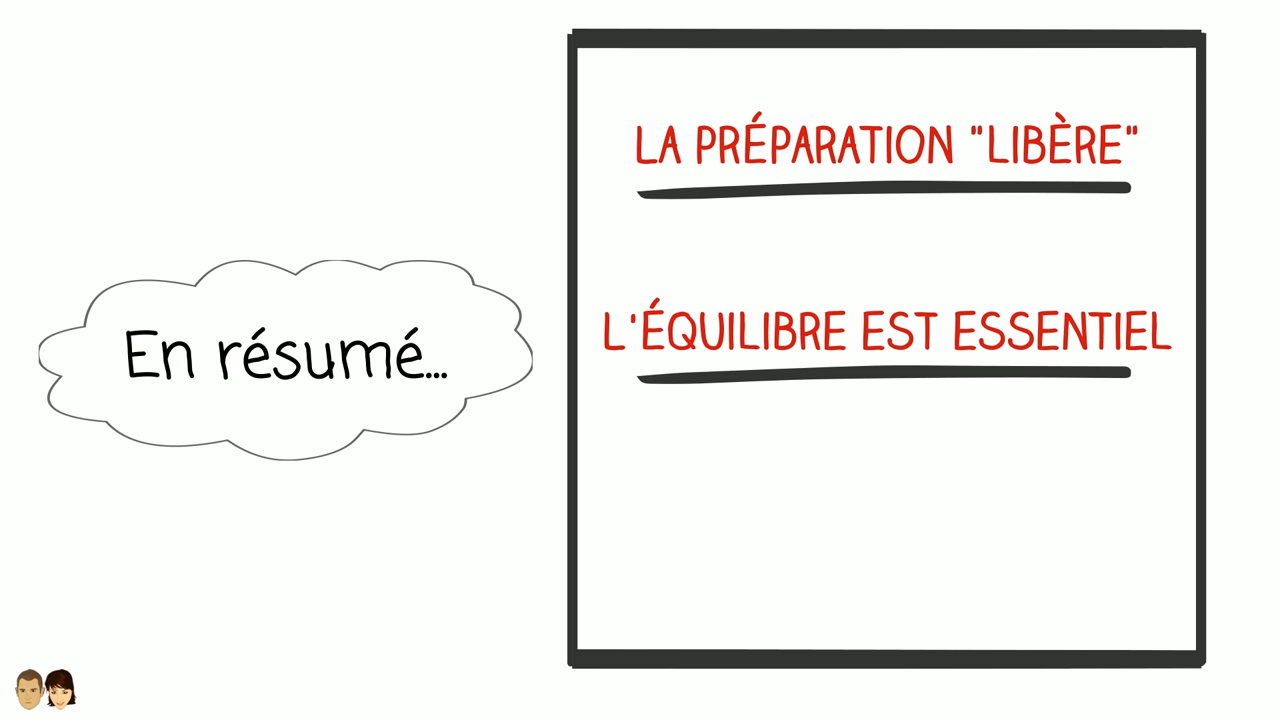 En résumé...
LA PRÉPARATION "LIBÈRE"
L'ÉQUILIBRE EST ESSENTIEL